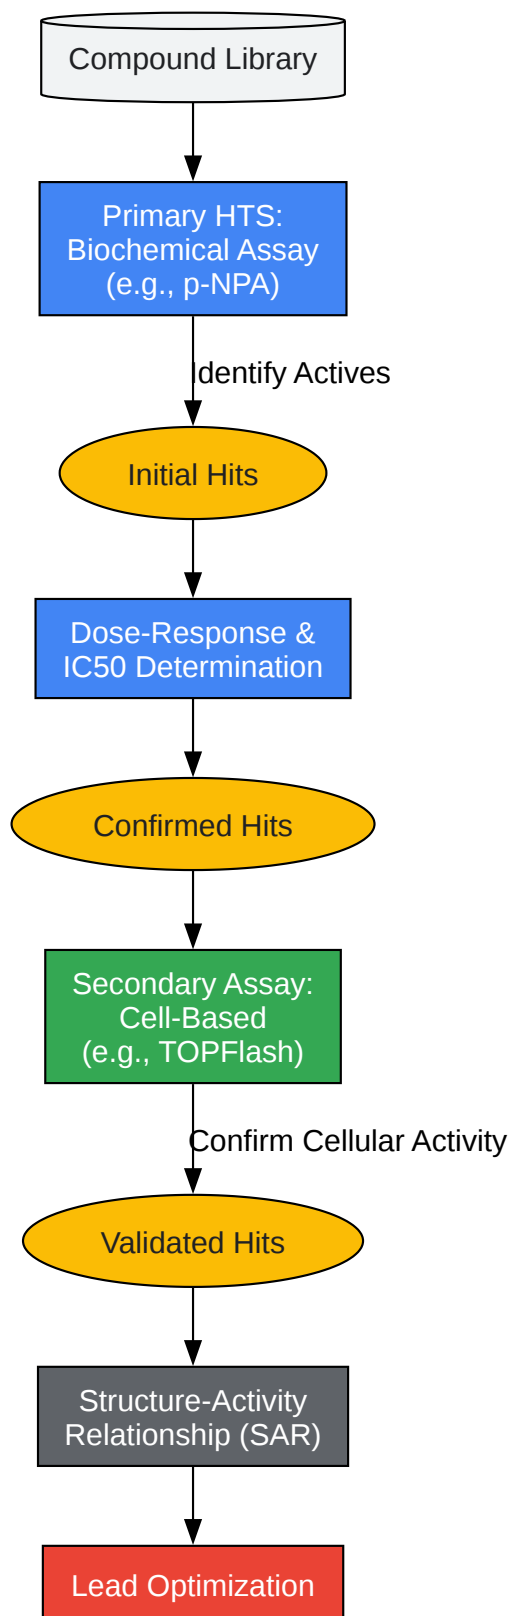 Compound Library
Primary HTS:
Biochemical Assay
(e.g., p-NPA)
Identify Actives
Initial Hits
Dose-Response &
IC50 Determination
Confirmed Hits
Secondary Assay:
Cell-Based
(e.g., TOPFlash)
Confirm Cellular Activity
Validated Hits
Structure-Activity
Relationship (SAR)
Lead Optimization